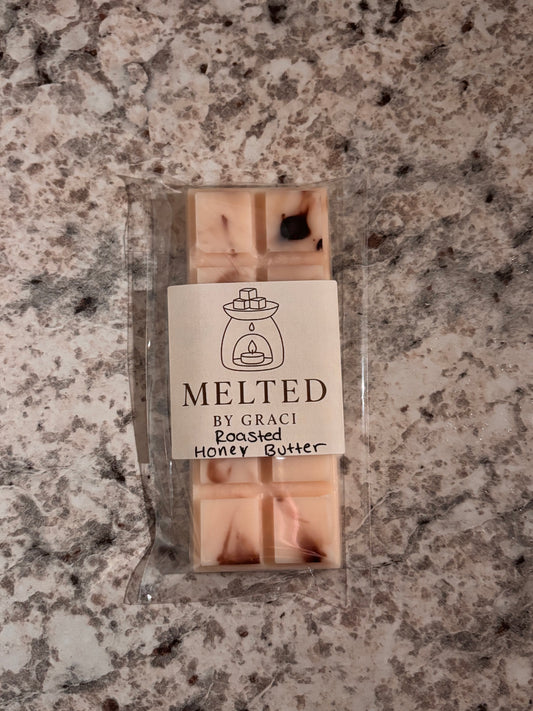 MELTED
BY GRACI
Roasted
Honey Butter